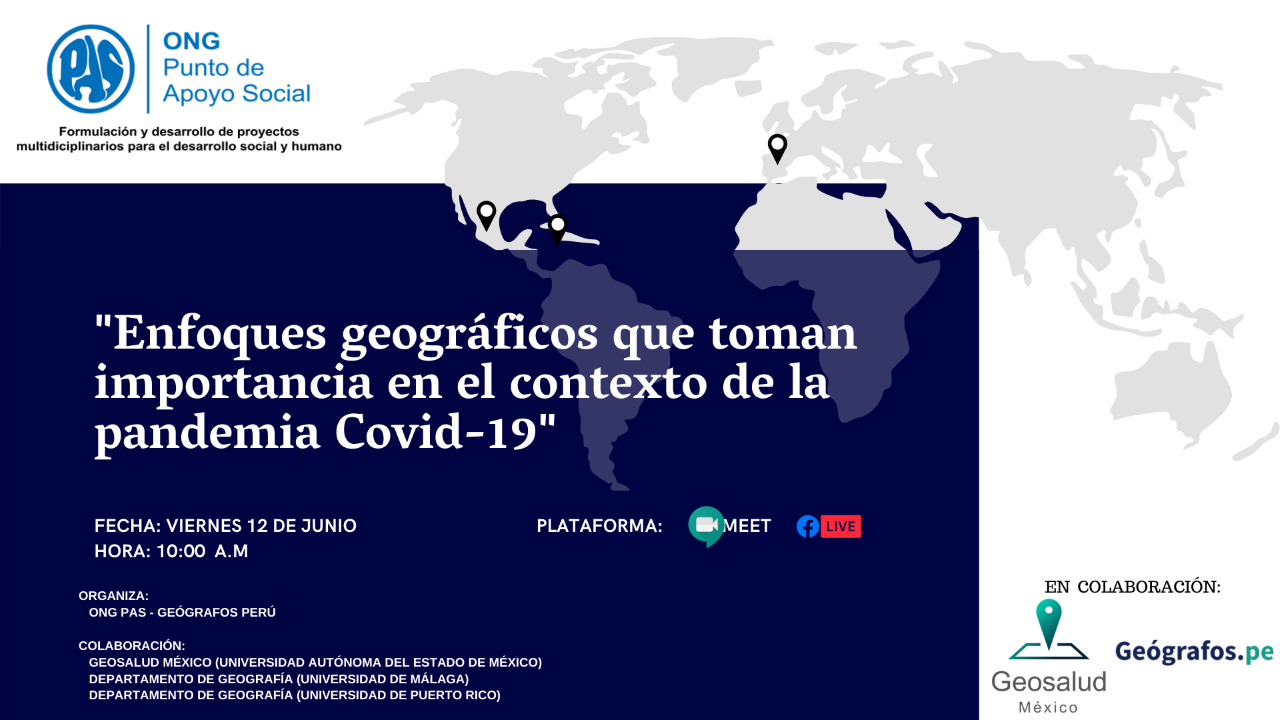 PAS
ONG
Punto de
Apoyo Social
Formulación y desarrollo de proyectos
multidiciplinarios para el desarrollo social y humano
"Enfoques geográficos que toman
importancia en el contexto de la
pandemia Covid-19"
FECHA: VIERNES 12 DE JUNIO
HORA: 10:00 A.M
PLATAFORMA: MEET LIVE
ORGANIZA:
ONG PAS - GEÓGRAFOS PERÚ
COLABORACIÓN:
GEOSALUD MÉXICO (UNIVERSIDAD AUTÓNOMA DEL ESTADO DE MÉXICO)
DEPARTAMENTO DE GEOGRAFÍA (UNIVERSIDAD DE MÁLAGA)
DEPARTAMENTO DE GEOGRAFÍA (UNIVERSIDAD DE PUERTO RICO)
EN COLABORACIÓN:
Geosalud
México
Geógrafos.pe